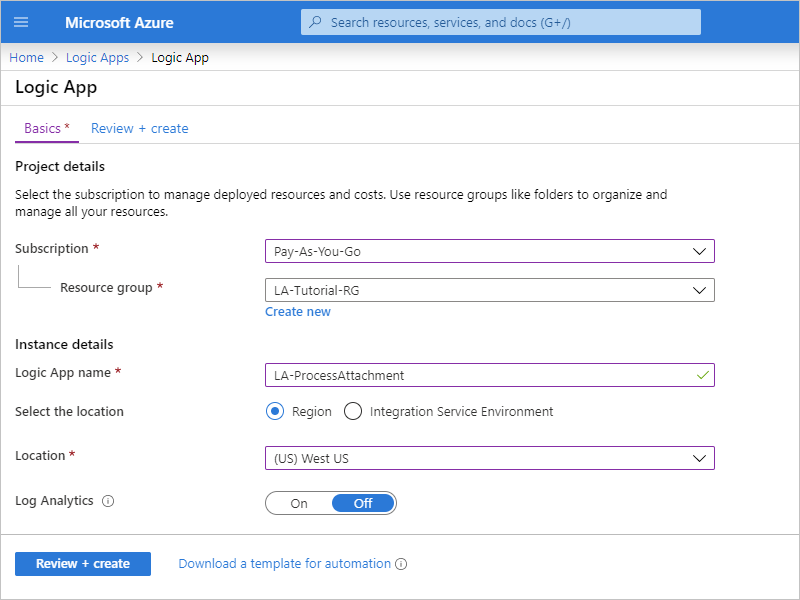 Microsoft Azure
Search resources, services, and docs (G+/)
Home > Logic Apps > Logic App
Logic App
Basics * Review + create
Project details
Select the subscription to manage deployed resources and costs. Use resource groups like folders to organize and
manage all your resources.
Subscription * Pay-As-You-Go
Resource group * LA-Tutorial-RG
Create new
Instance details
Logic App name * LA-ProcessAttachment
Select the location Region Integration Service Environment
Location * (US) West US
Log Analytics On Off
Review + create Download a template for automation